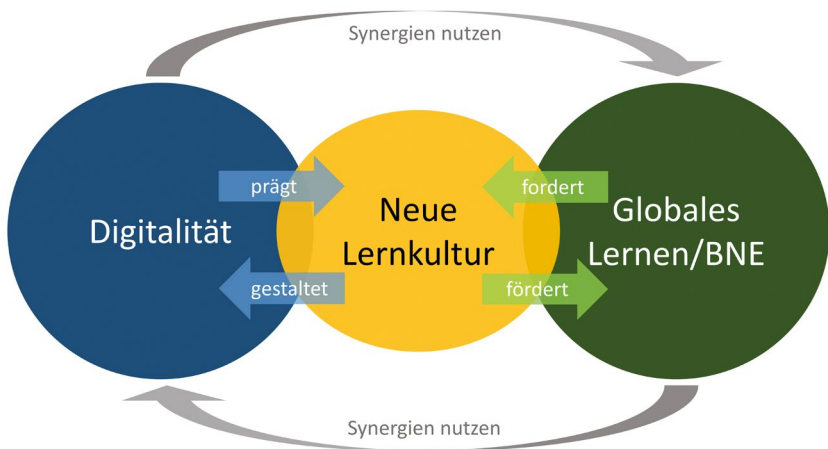 Synergien nutzen
prägt
fordert
Digitalität
Neue
Lernkultur
Globales
Lernen/BNE
gestaltet
fördert
Synergien nutzen